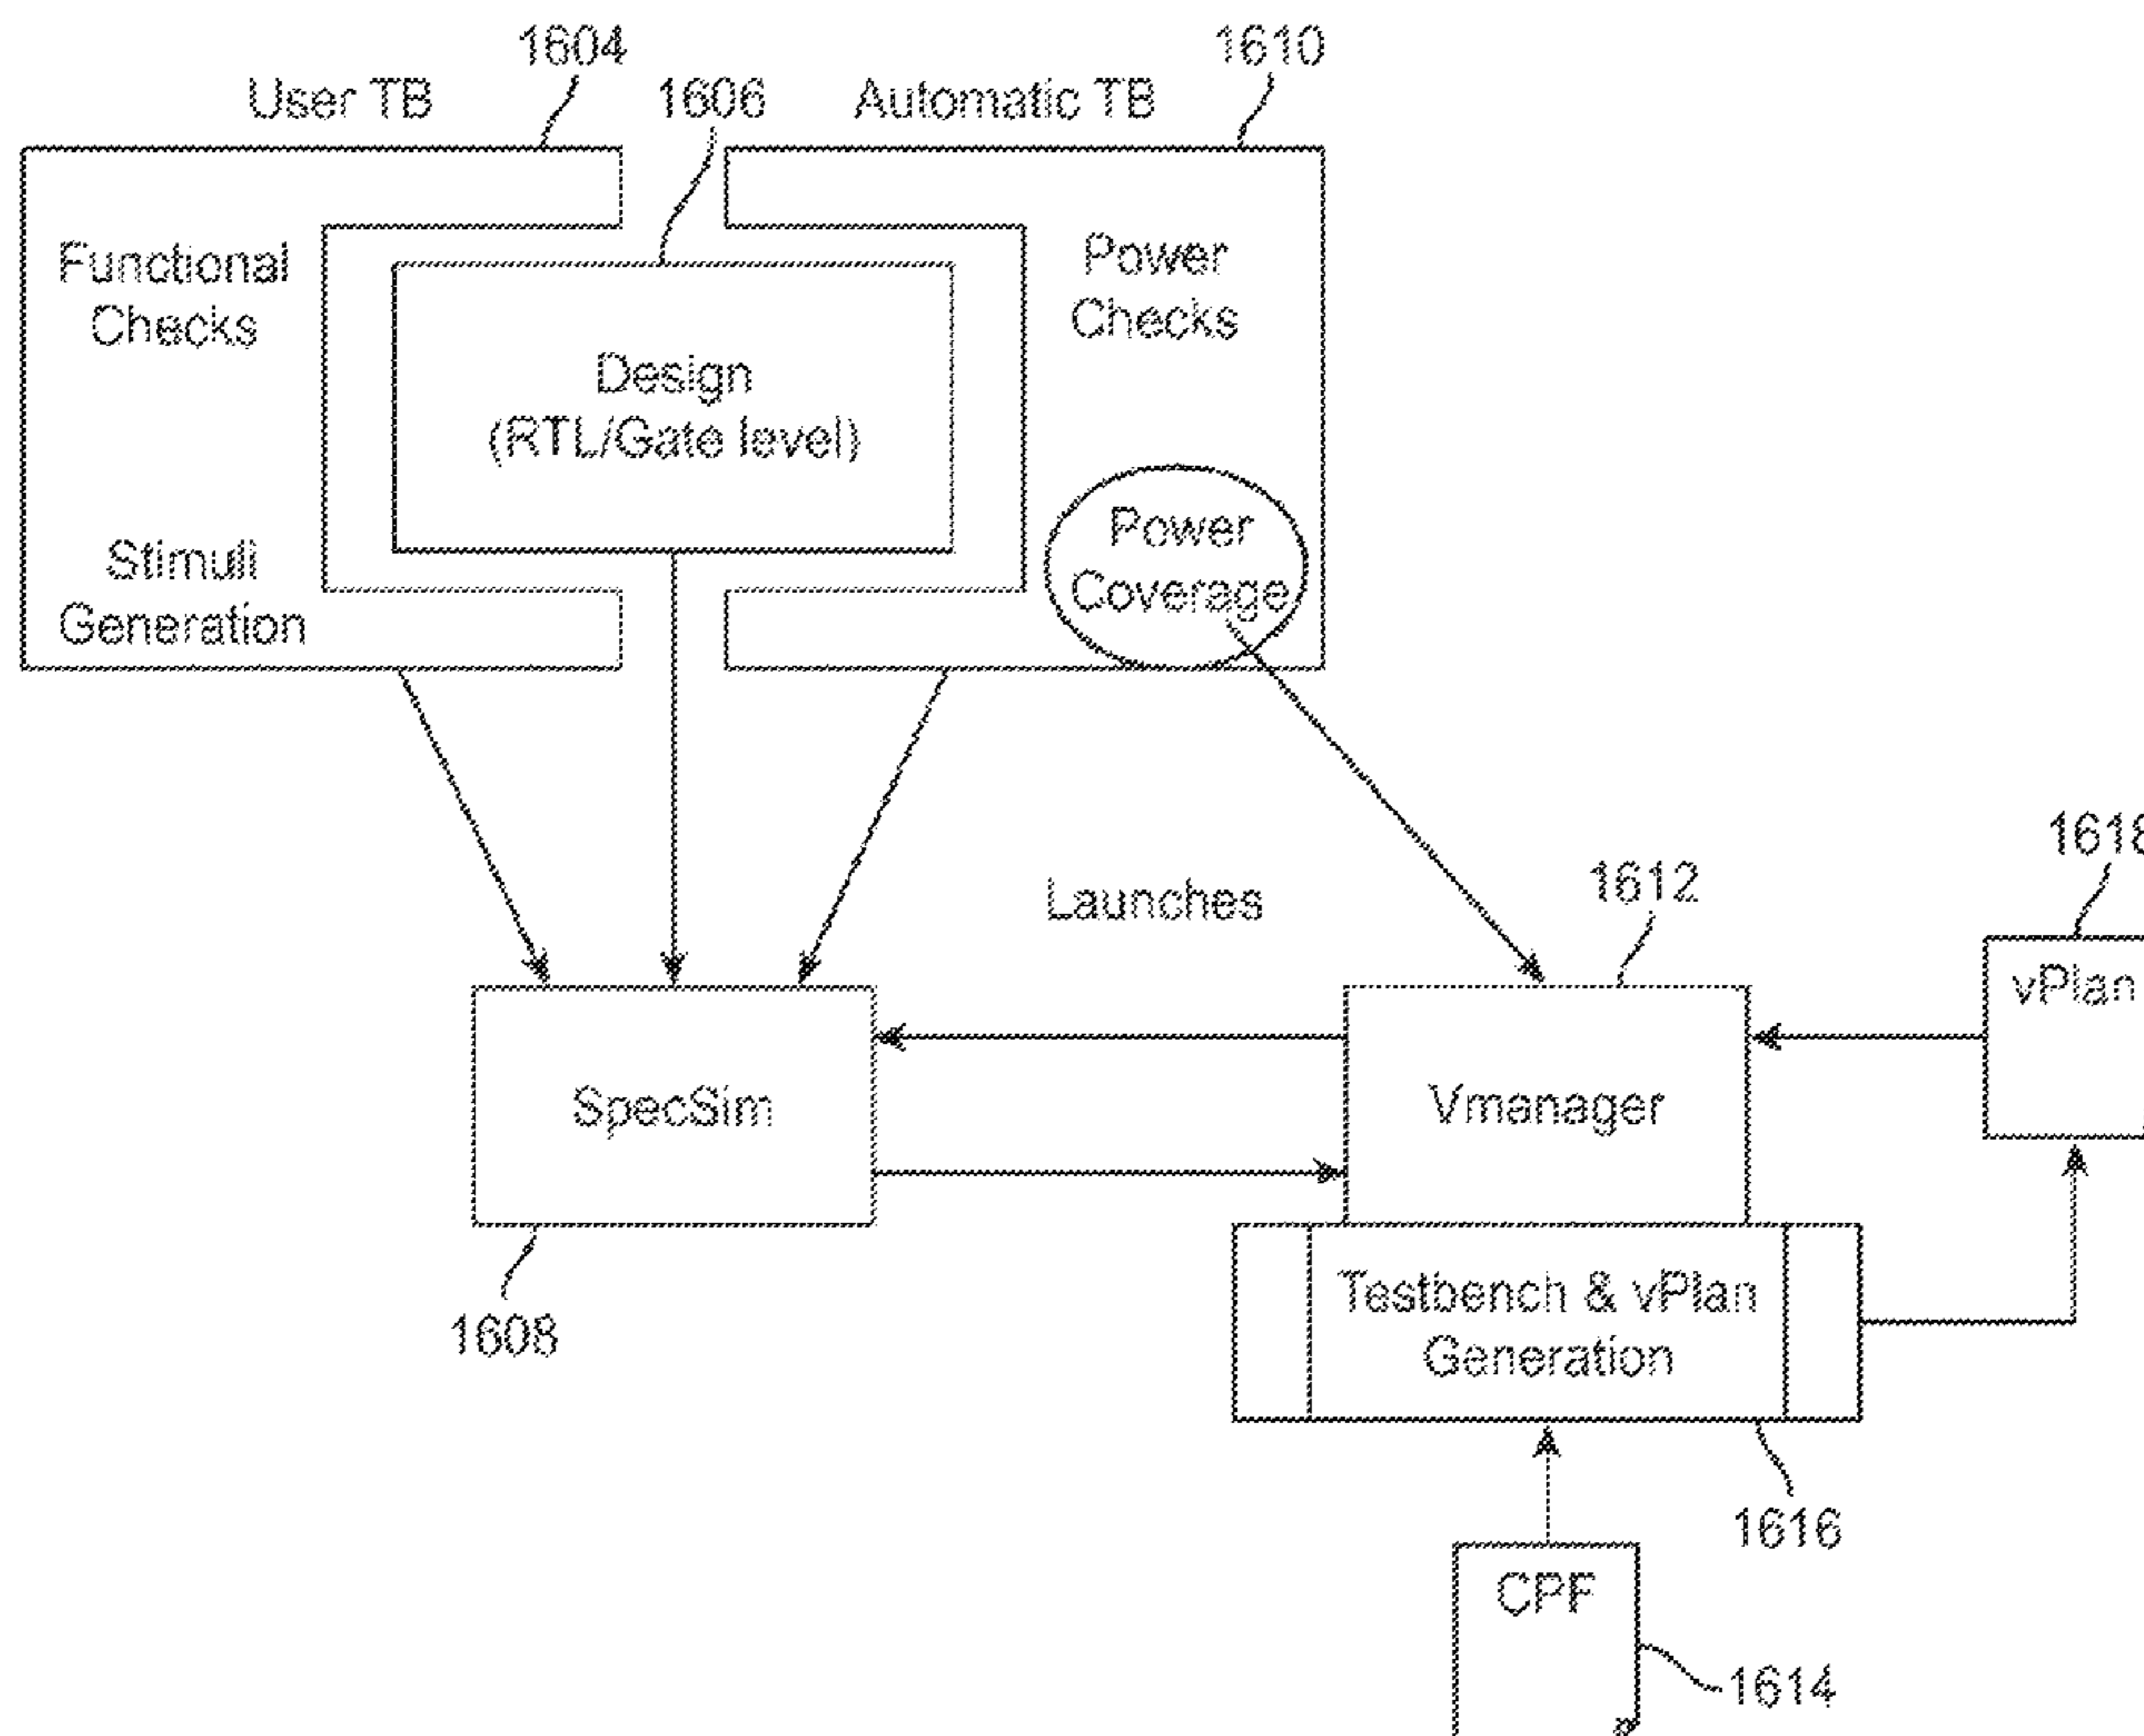 1604
1610
User TB
1606
Automatic TB
Functional
Checks
Power
Checks
Design
(RTL/Gate level)
Power
Coverage
Stimuli
Generation
Launches
1612
1618
vPlan
SpecSim
Vmanager
Testbench & vPlan
Generation
1608
1616
CPF
1614